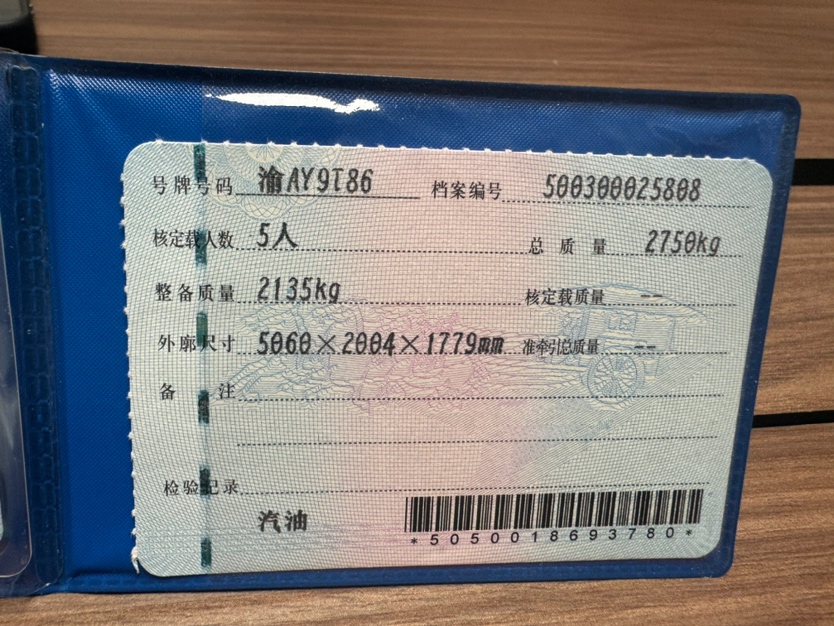 号牌号码 渝AY9T86 档案编号 500300025808
核定载人数 5人 总质量 2750kg
整备质量 2135kg 核定载质量 --
外廓尺寸 5060×2004×1779mm 准牵引总质量 --
备注
检验记录
汽油
*5050018693780*